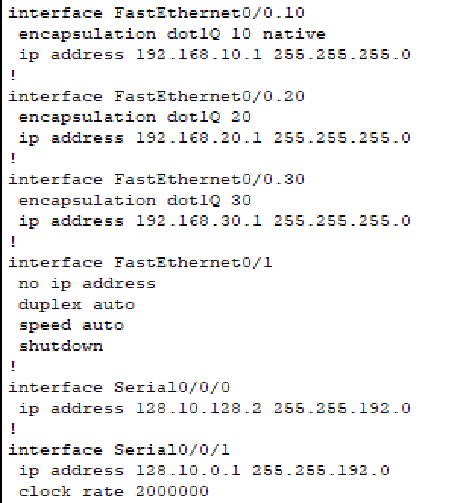 interface FastEthernet0/0.10
encapsulation dot1Q 10 native
ip address 192.168.10.1 255.255.255.0
!
interface FastEthernet0/0.20
encapsulation dot1Q 20
ip address 192.168.20.1 255.255.255.0
!
interface FastEthernet0/0.30
encapsulation dot1Q 30
ip address 192.168.30.1 255.255.255.0
!
interface FastEthernet0/1
no ip address
duplex auto
speed auto
shutdown
!
interface Serial0/0/0
ip address 128.10.128.2 255.255.192.0
!
interface Serial0/0/1
ip address 128.10.0.1 255.255.192.0
clock rate 2000000